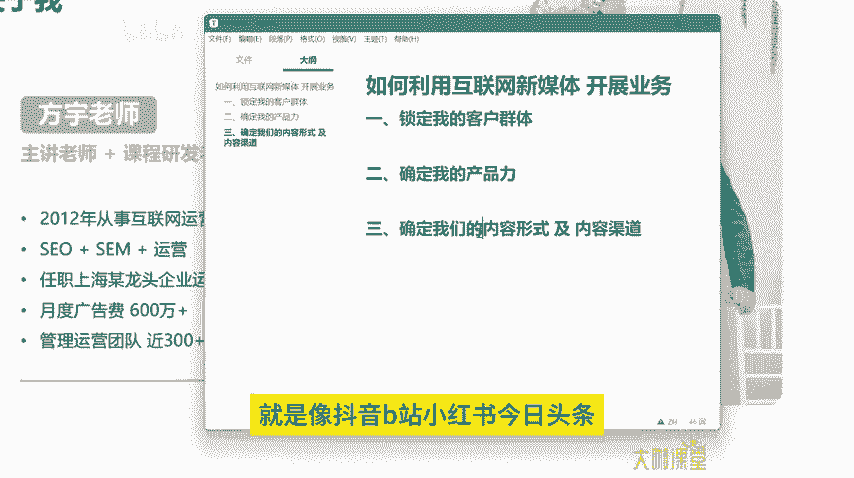 方宇老师
主讲老师 + 课程研发
2012年从事互联网运营
SEO + SEM + 运营
任职上海某龙头企业运
月度广告费 600万+
管理运营团队 近300+
文件(F) 编辑(E) 段落(P) 格式(O) 视图(V) 主题(T) 帮助(H)
文件 大纲
如何利用互联网新媒体 开展业务
一、锁定我的客户群体
二、确定我的产品力
三、确定我们的内容形式 及
内容渠道
如何利用互联网新媒体 开展业务
一、锁定我的客户群体
二、确定我的产品力
三、确定我们的内容形式 及 内容渠道
就是像抖音b站小红书今日头条